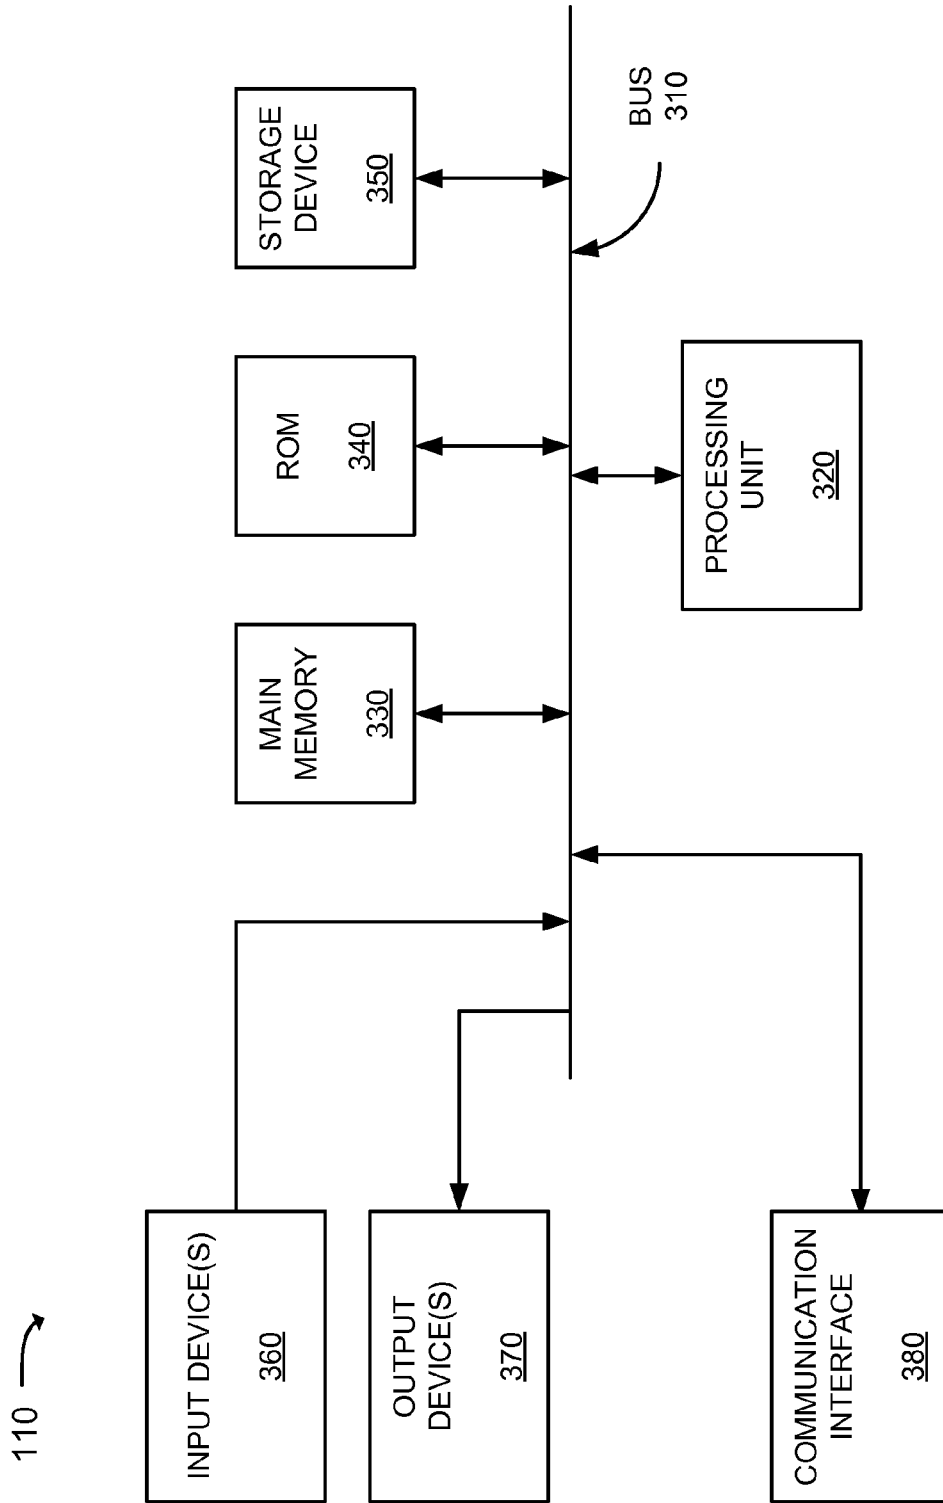 110
INPUT DEVICE(S)
360
OUTPUT
DEVICE(S)
370
COMMUNICATION
INTERFACE
380
MAIN
MEMORY
330
ROM
340
STORAGE
DEVICE
350
PROCESSING
UNIT
320
BUS
310